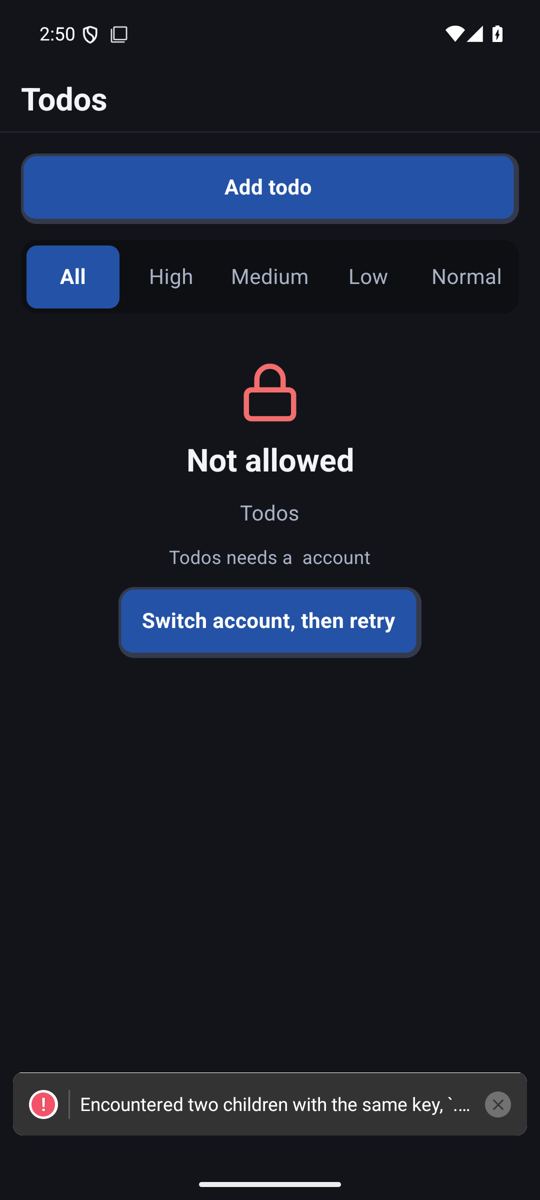 2:50
Todos
Add todo
All High Medium Low Normal
Not allowed
Todos
Todos needs a  account
Switch account, then retry
! Encountered two children with the same key, `.…